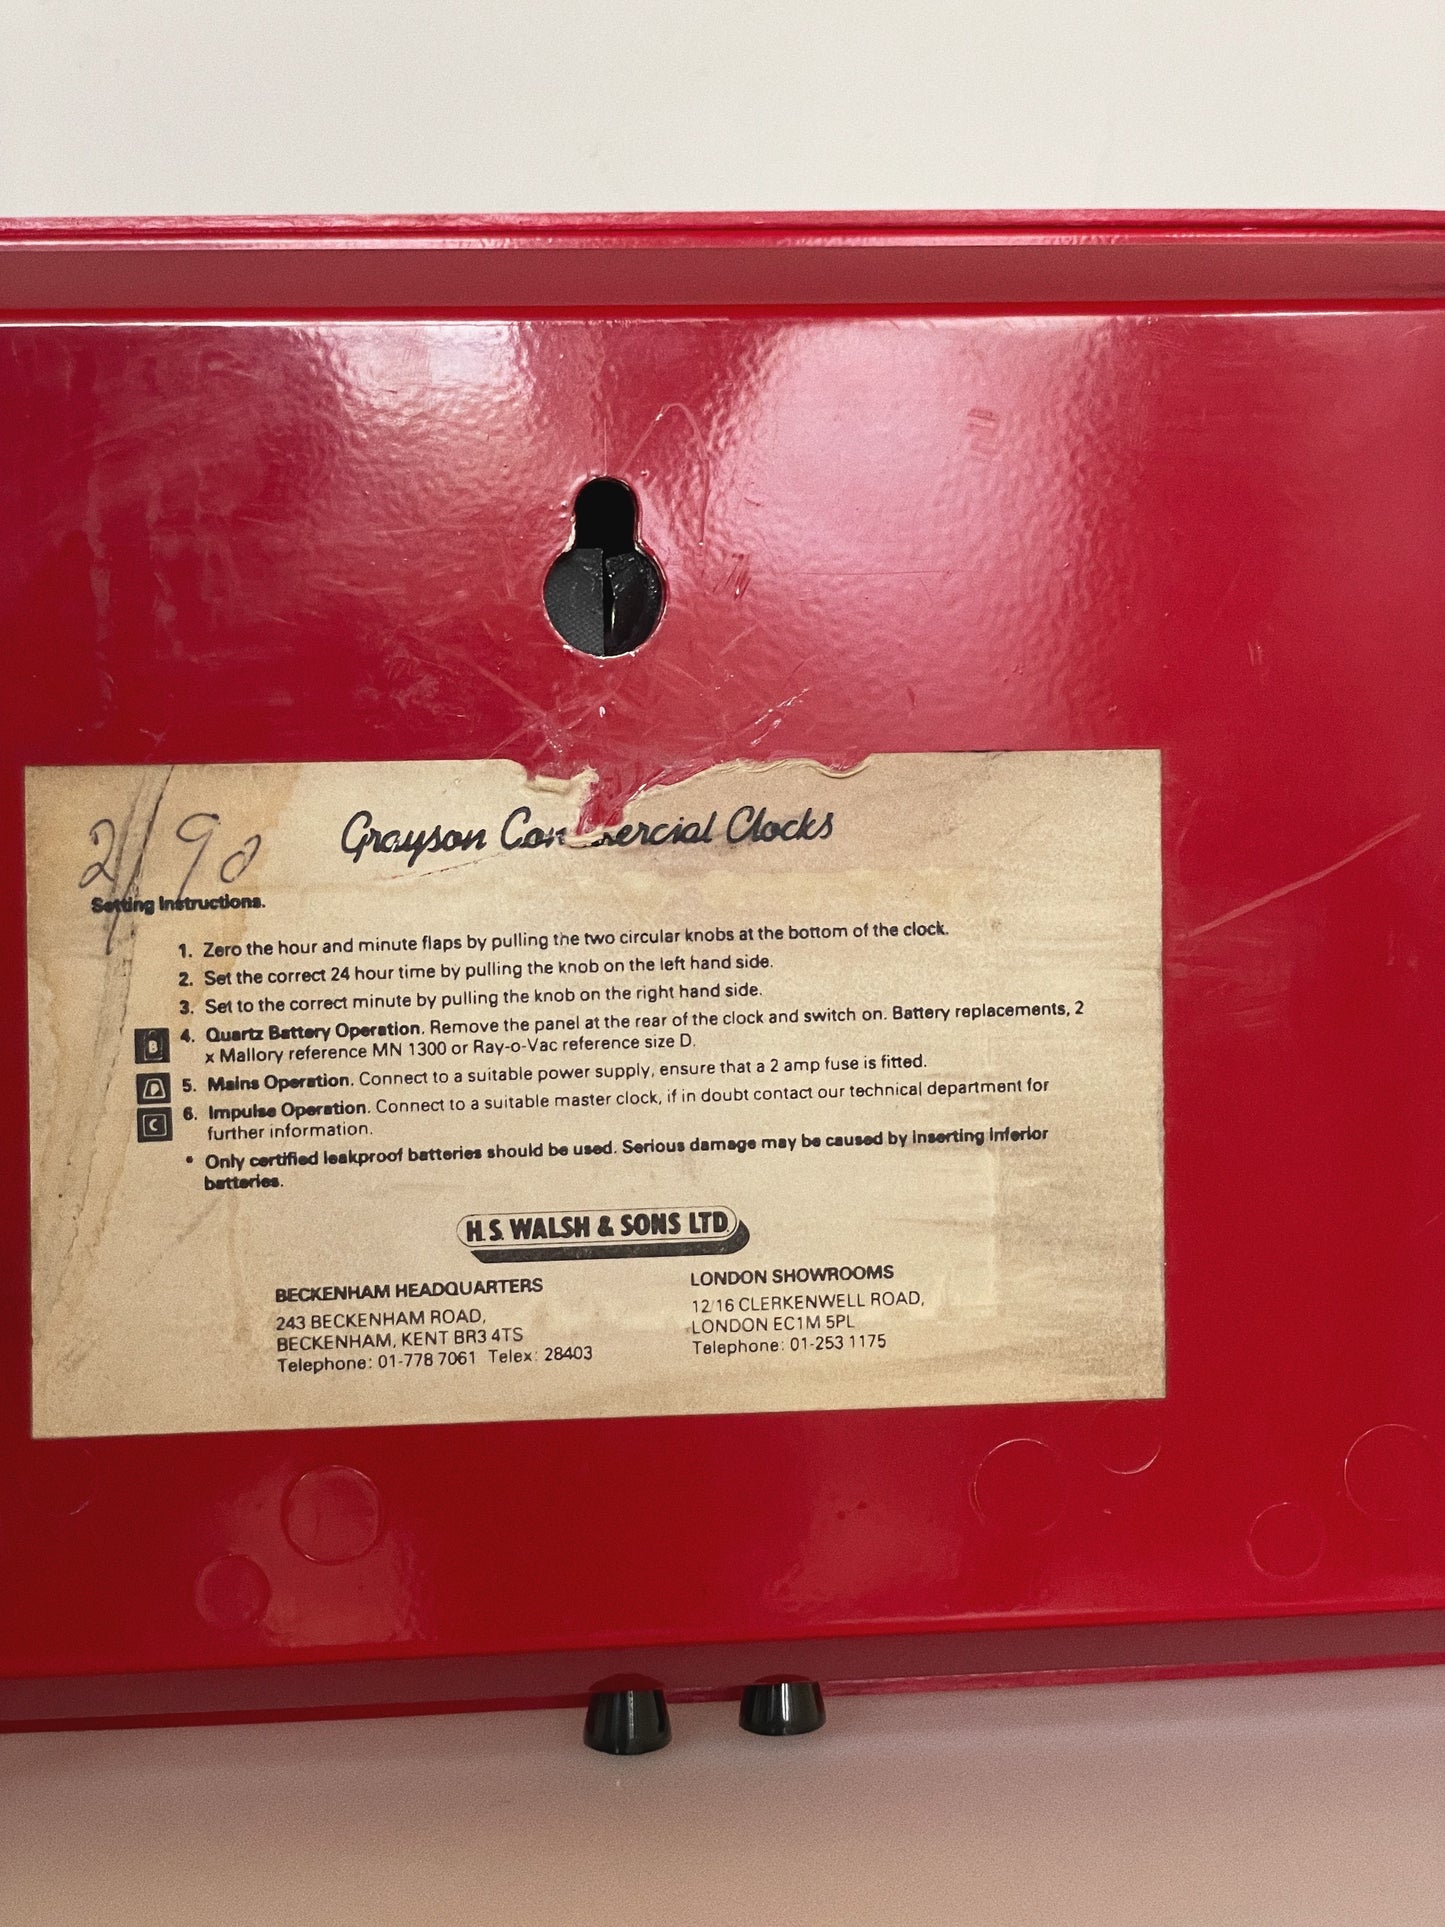 2/90
Grayson Com ercial Clocks
Setting Instructions.
1. Zero the hour and minute flaps by pulling the two circular knobs at the bottom of the clock.
2. Set the correct 24 hour time by pulling the knob on the left hand side.
3. Set to the correct minute by pulling the knob on the right hand side.
B 4. Quartz Battery Operation. Remove the panel at the rear of the clock and switch on. Battery replacements, 2
x Mallory reference MN 1300 or Ray-o-Vac reference size D.
5. Mains Operation. Connect to a suitable power supply, ensure that a 2 amp fuse is fitted.
C 6. Impulse Operation. Connect to a suitable master clock, if in doubt contact our technical department for
further information.
* Only certified leakproof batteries should be used. Serious damage may be caused by inserting inferior
batteries.
H.S. WALSH & SONS LTD
BECKENHAM HEADQUARTERS
243 BECKENHAM ROAD,
BECKENHAM, KENT BR3 4TS
Telephone: 01-778 7061 Telex: 28403
LONDON SHOWROOMS
12/16 CLERKENWELL ROAD,
LONDON EC1M 5PL
Telephone: 01-253 1175